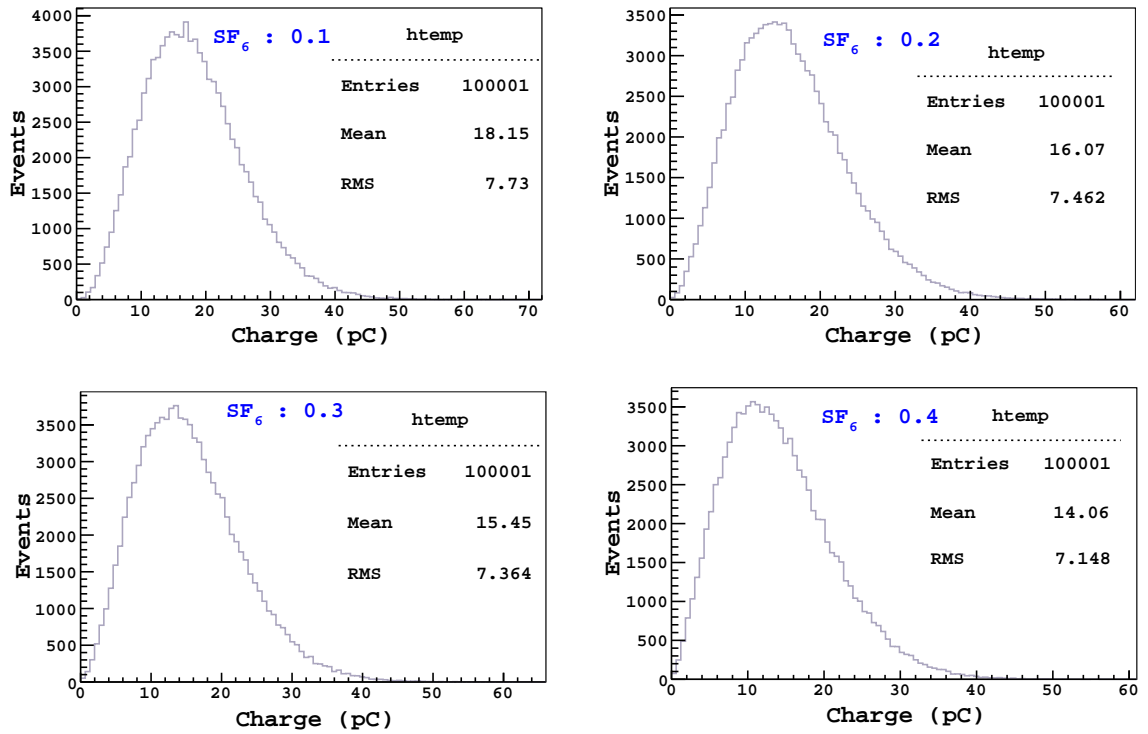 SF6 : 0.1
htemp
Entries 100001
Mean 18.15
RMS 7.73
Events
4000
3500
3000
2500
2000
1500
1000
500
0
0 10 20 30 40 50 60 70
Charge (pC)
SF6 : 0.2
htemp
Entries 100001
Mean 16.07
RMS 7.462
Events
3500
3000
2500
2000
1500
1000
500
0
0 10 20 30 40 50 60
Charge (pC)
SF6 : 0.3
htemp
Entries 100001
Mean 15.45
RMS 7.364
Events
3500
3000
2500
2000
1500
1000
500
0
0 10 20 30 40 50 60
Charge (pC)
SF6 : 0.4
htemp
Entries 100001
Mean 14.06
RMS 7.148
Events
3500
3000
2500
2000
1500
1000
500
0
0 10 20 30 40 50 60
Charge (pC)